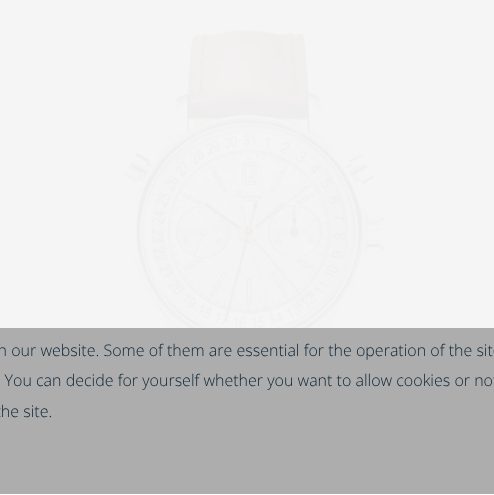 n our website. Some of them are essential for the operation of the sit
You can decide for yourself whether you want to allow cookies or no
he site.